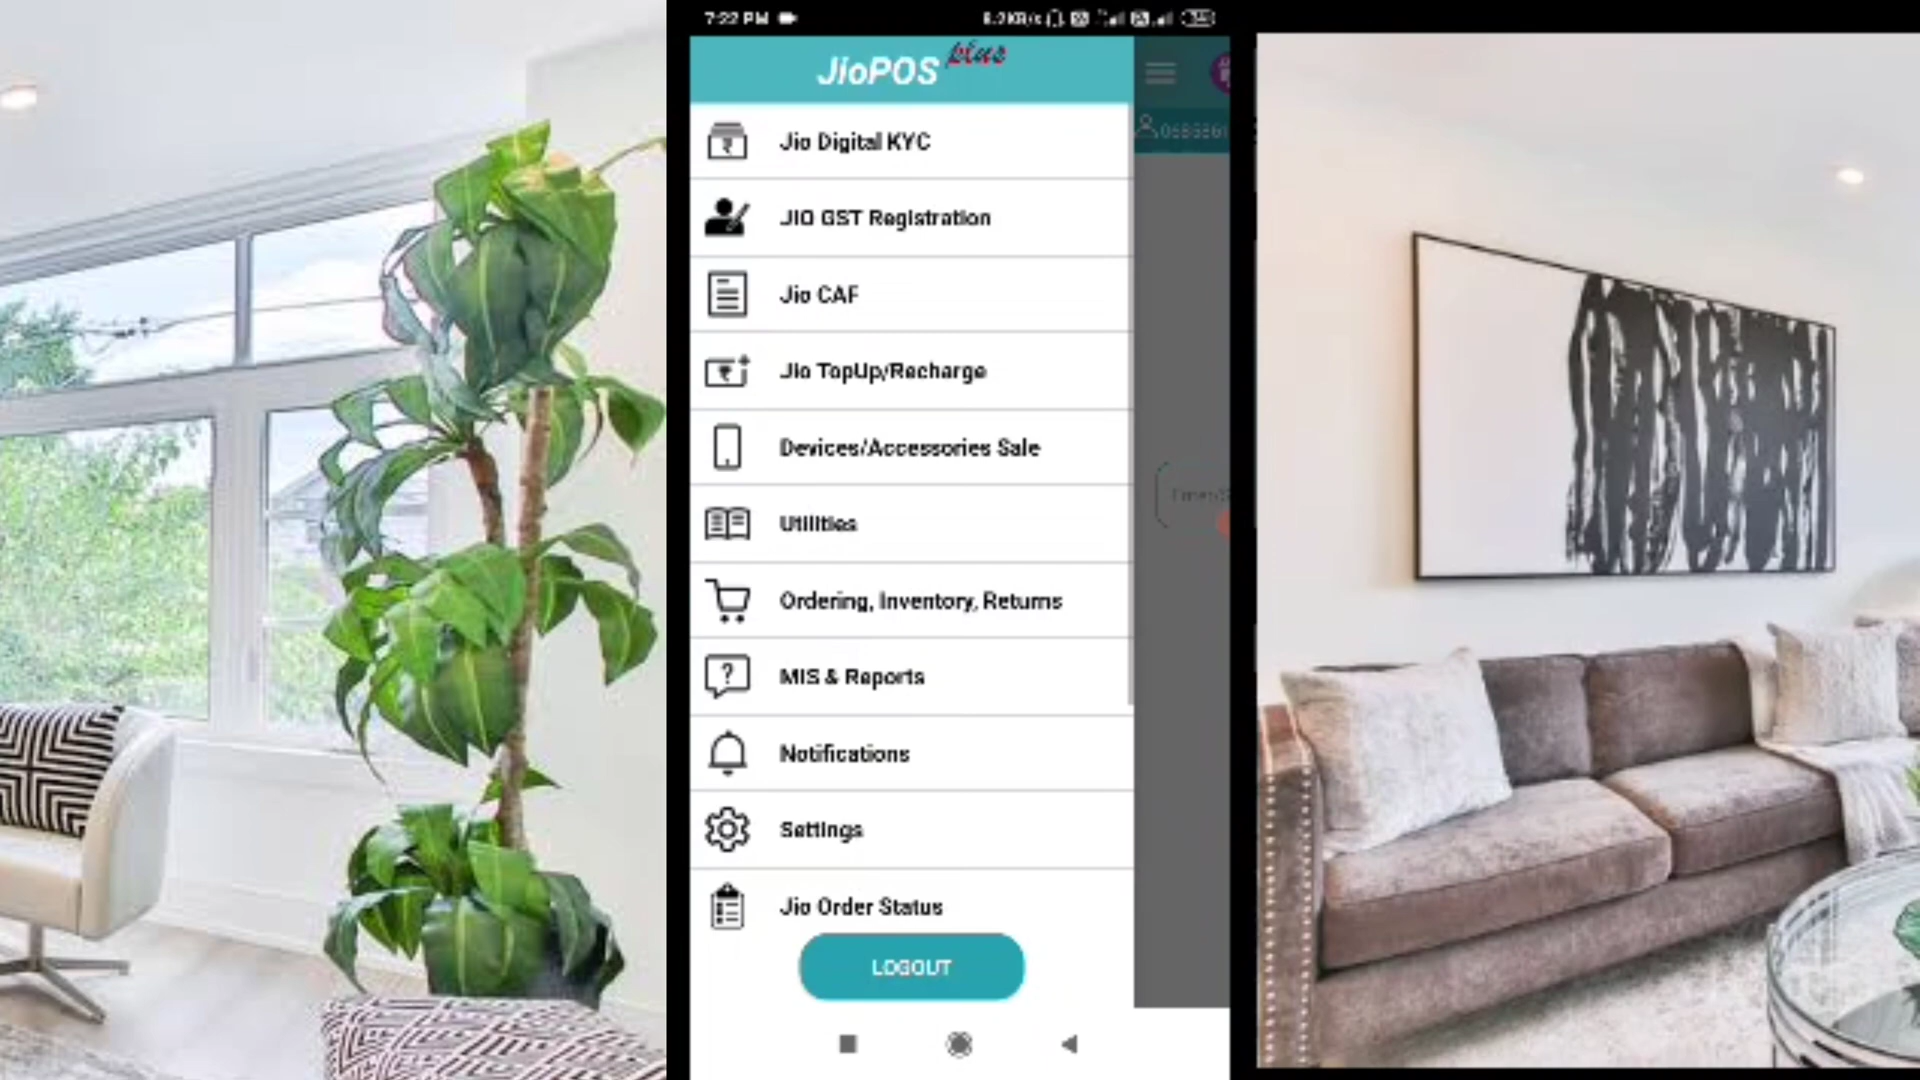 7:22 PM
JioPOS plus
Jio Digital KYC
JIO GST Registration
Jio CAF
Jio TopUp/Recharge
Devices/Accessories Sale
Utilities
Ordering, Inventory, Returns
MIS & Reports
Notifications
Settings
Jio Order Status
LOGOUT